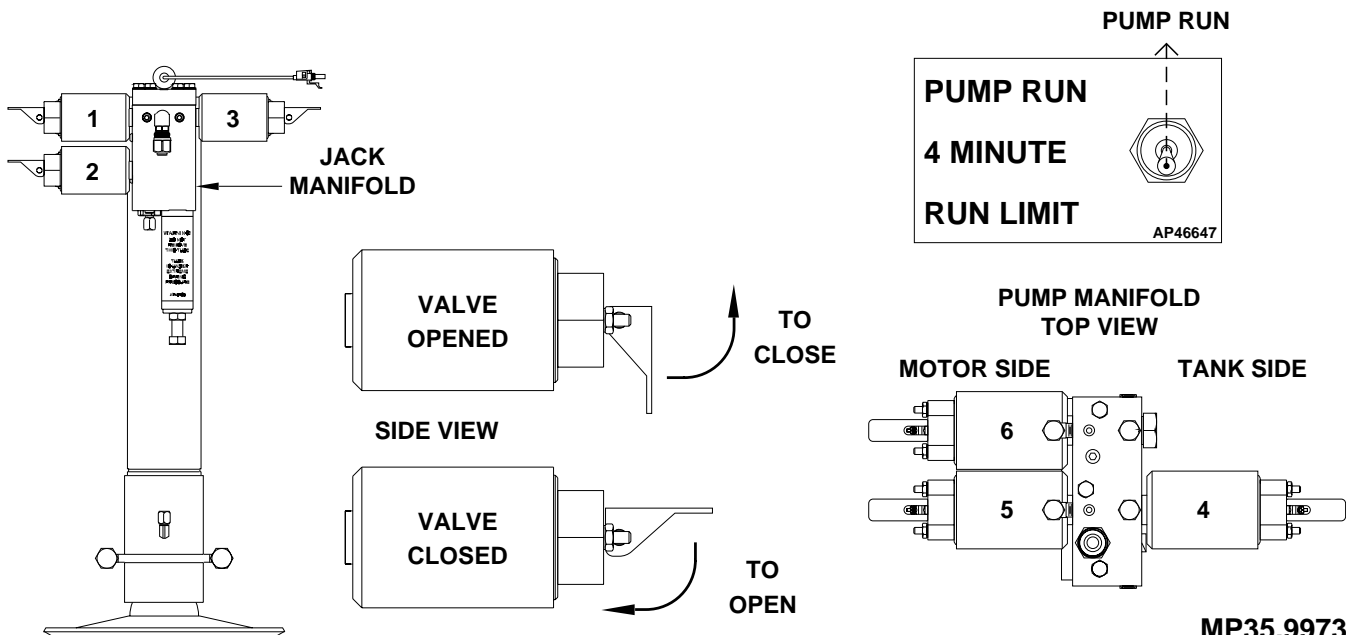 PUMP RUN
PUMP RUN
4 MINUTE
RUN LIMIT
AP46647
1
3
2
JACK
MANIFOLD
VALVE
OPENED
TO
CLOSE
SIDE VIEW
VALVE
CLOSED
TO
OPEN
PUMP MANIFOLD
TOP VIEW
MOTOR SIDE
TANK SIDE
6
5
4
MP35.9973